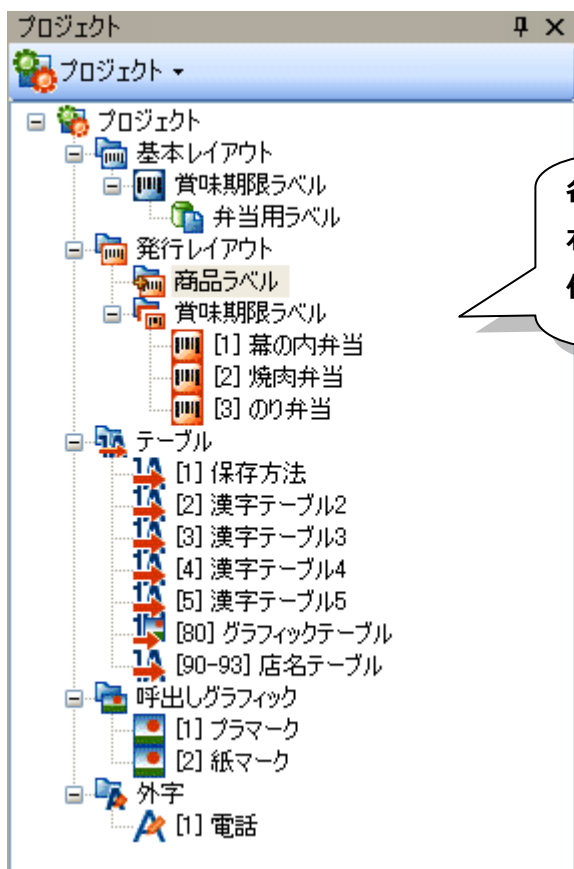 プロジェクト
プロジェクト
プロジェクト
基本レイアウト
賞味期限ラベル
弁当用ラベル
発行レイアウト
商品ラベル
賞味期限ラベル
[1] 幕の内弁当
[2] 焼肉弁当
[3] のり弁当
テーブル
[1] 保存方法
[2] 漢字テーブル2
[3] 漢字テーブル3
[4] 漢字テーブル4
[5] 漢字テーブル5
[80] グラフィックテーブル
[90-93] 店名テーブル
呼出しグラフィック
[1] プラマーク
[2] 紙マーク
外字
[1] 電話